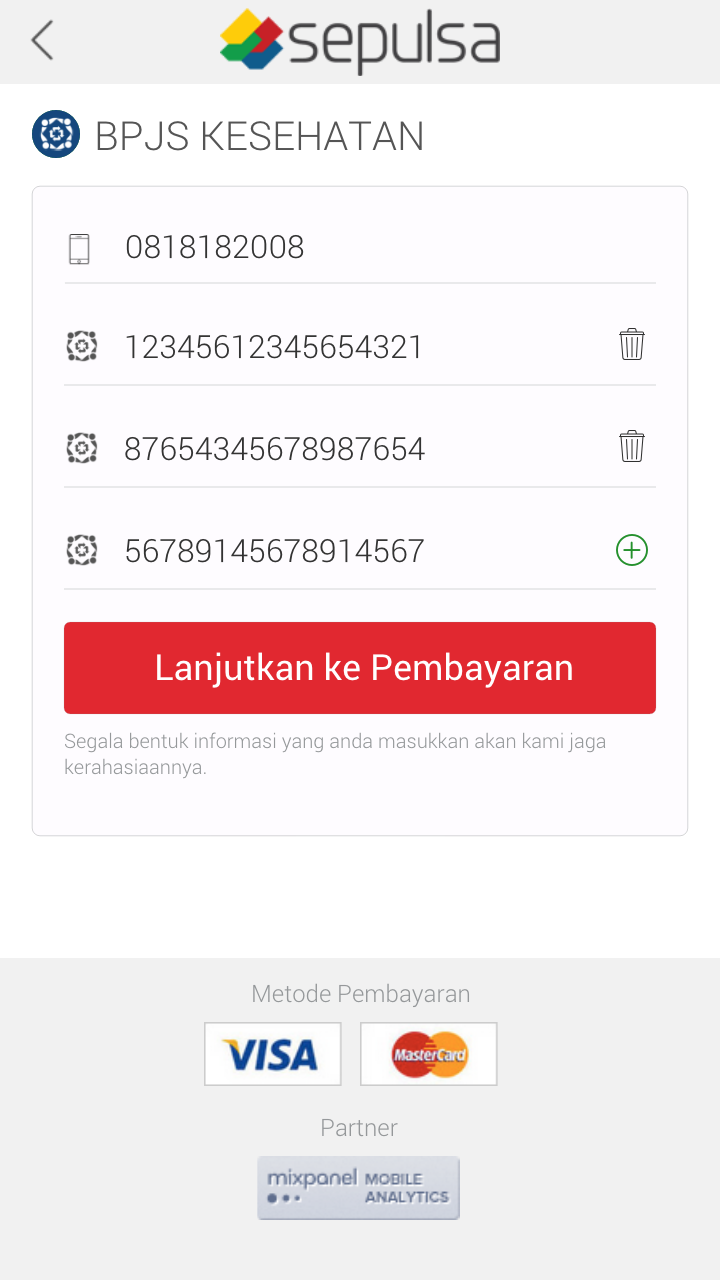 sepulsa
BPJS KESEHATAN
0818182008
12345612345654321
87654345678987654
56789145678914567
Lanjutkan ke Pembayaran
Segala bentuk informasi yang anda masukkan akan kami jaga
kerahasiaannya.
Metode Pembayaran
VISA
MasterCard
Partner
mixpanel MOBILE
ANALYTICS